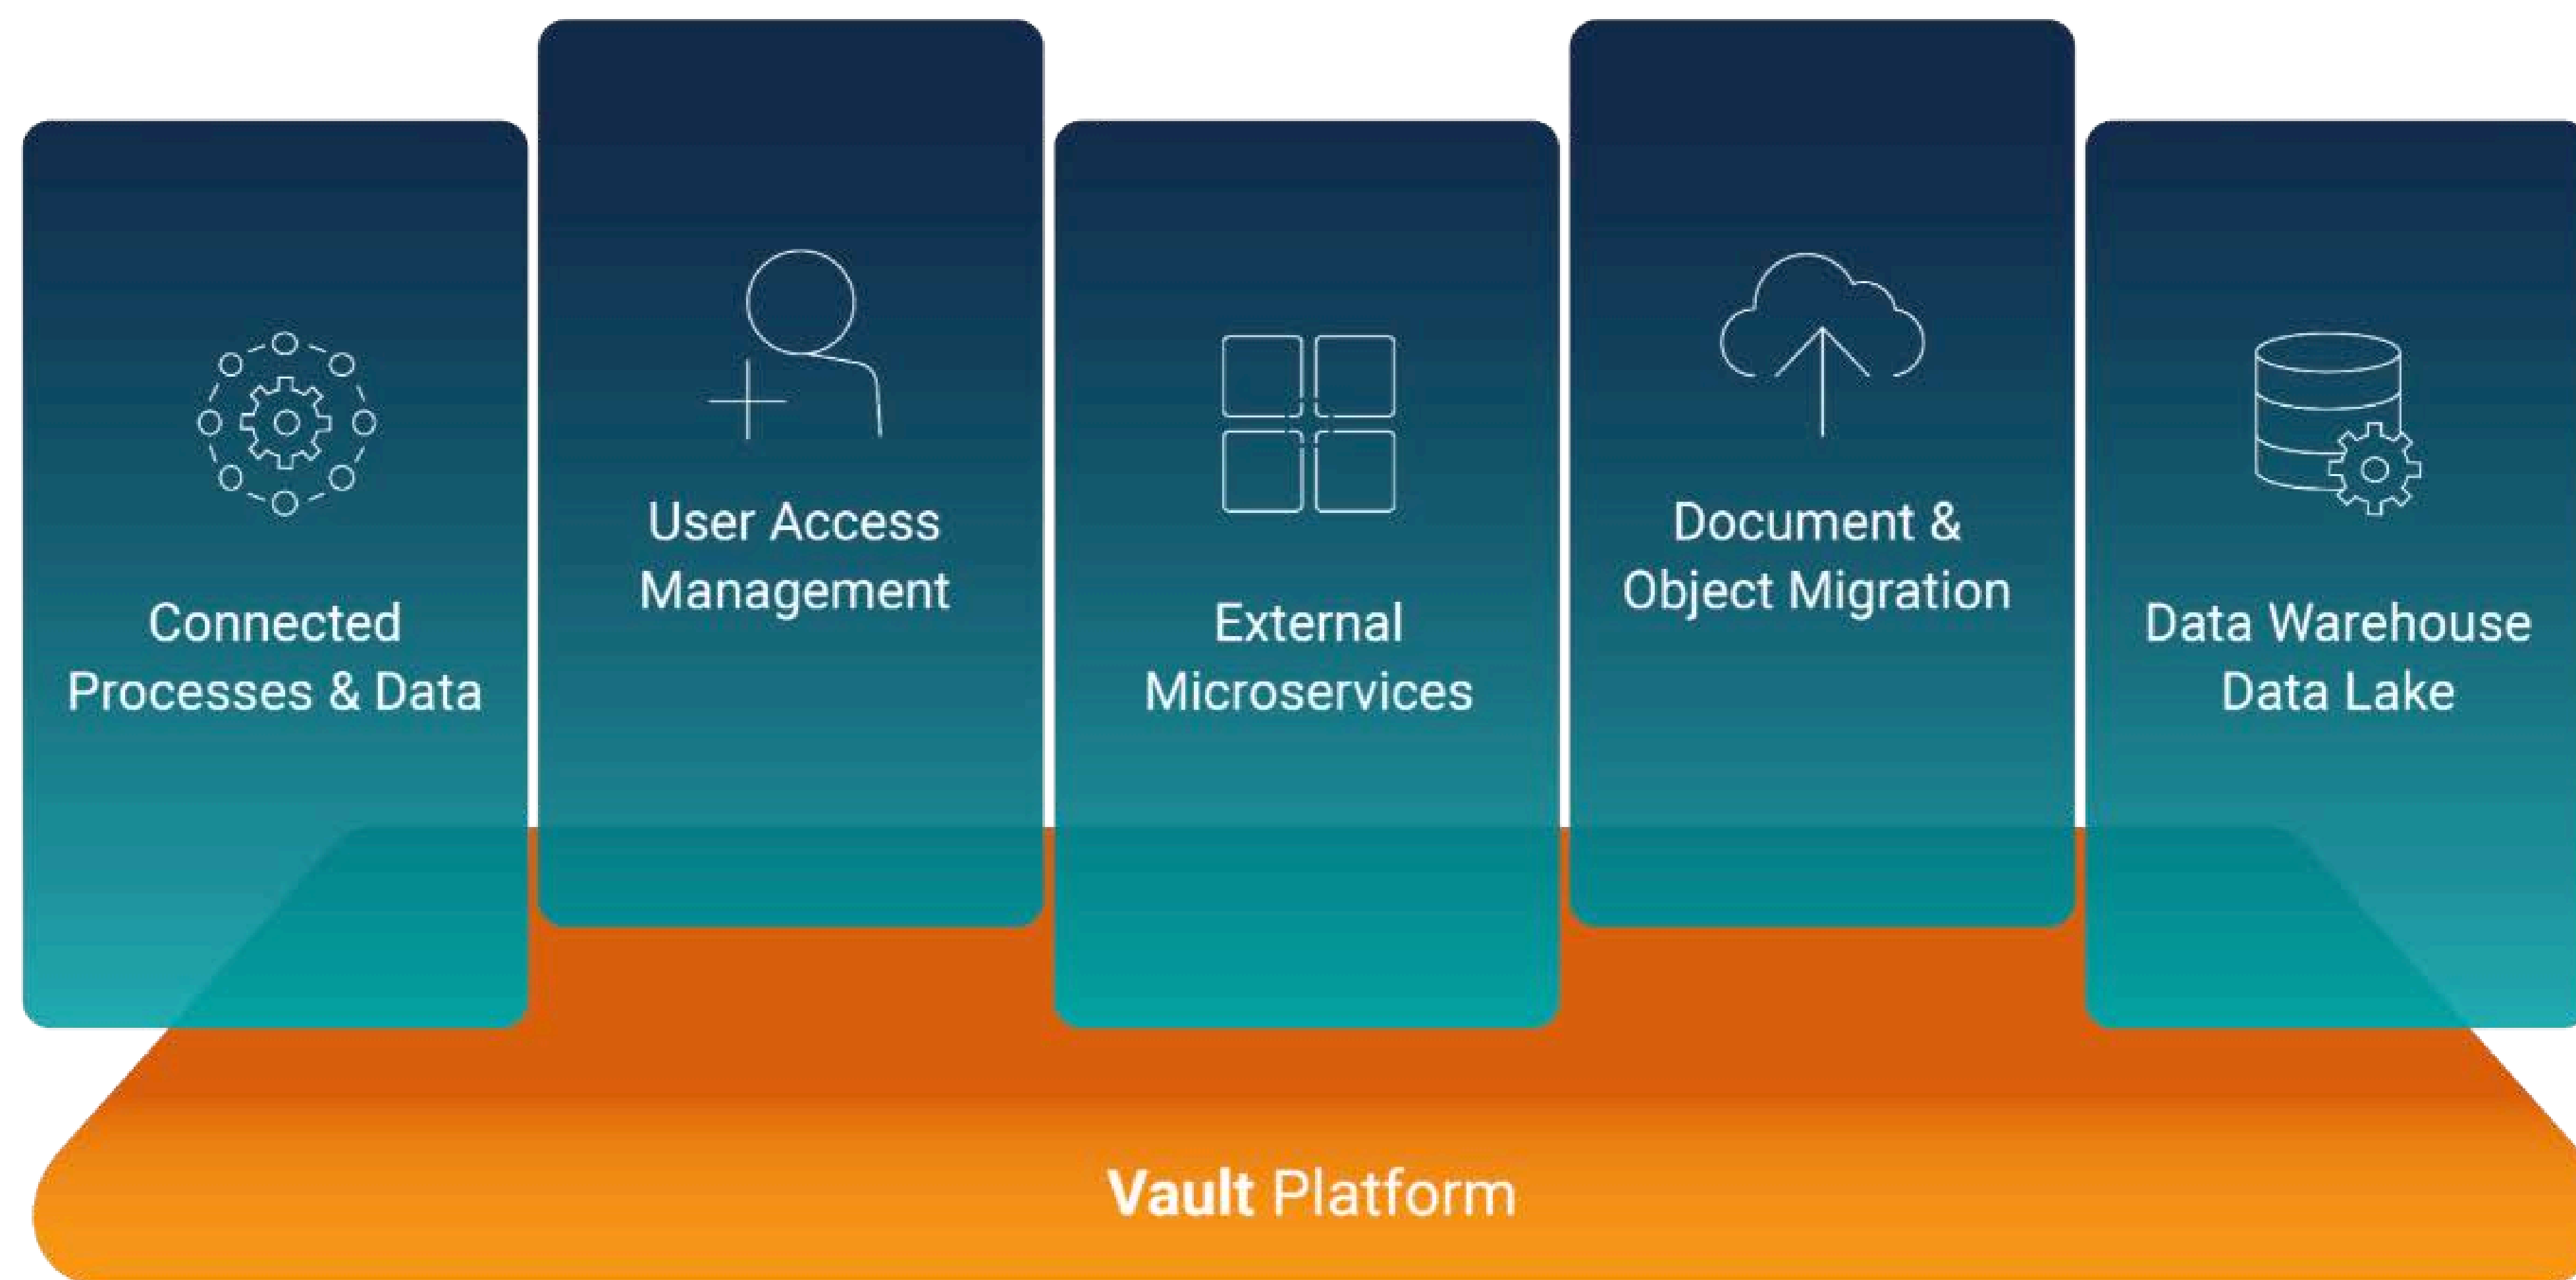 Connected
Processes & Data
User Access
Management
External
Microservices
Document &
Object Migration
Data Warehouse
Data Lake
Vault Platform